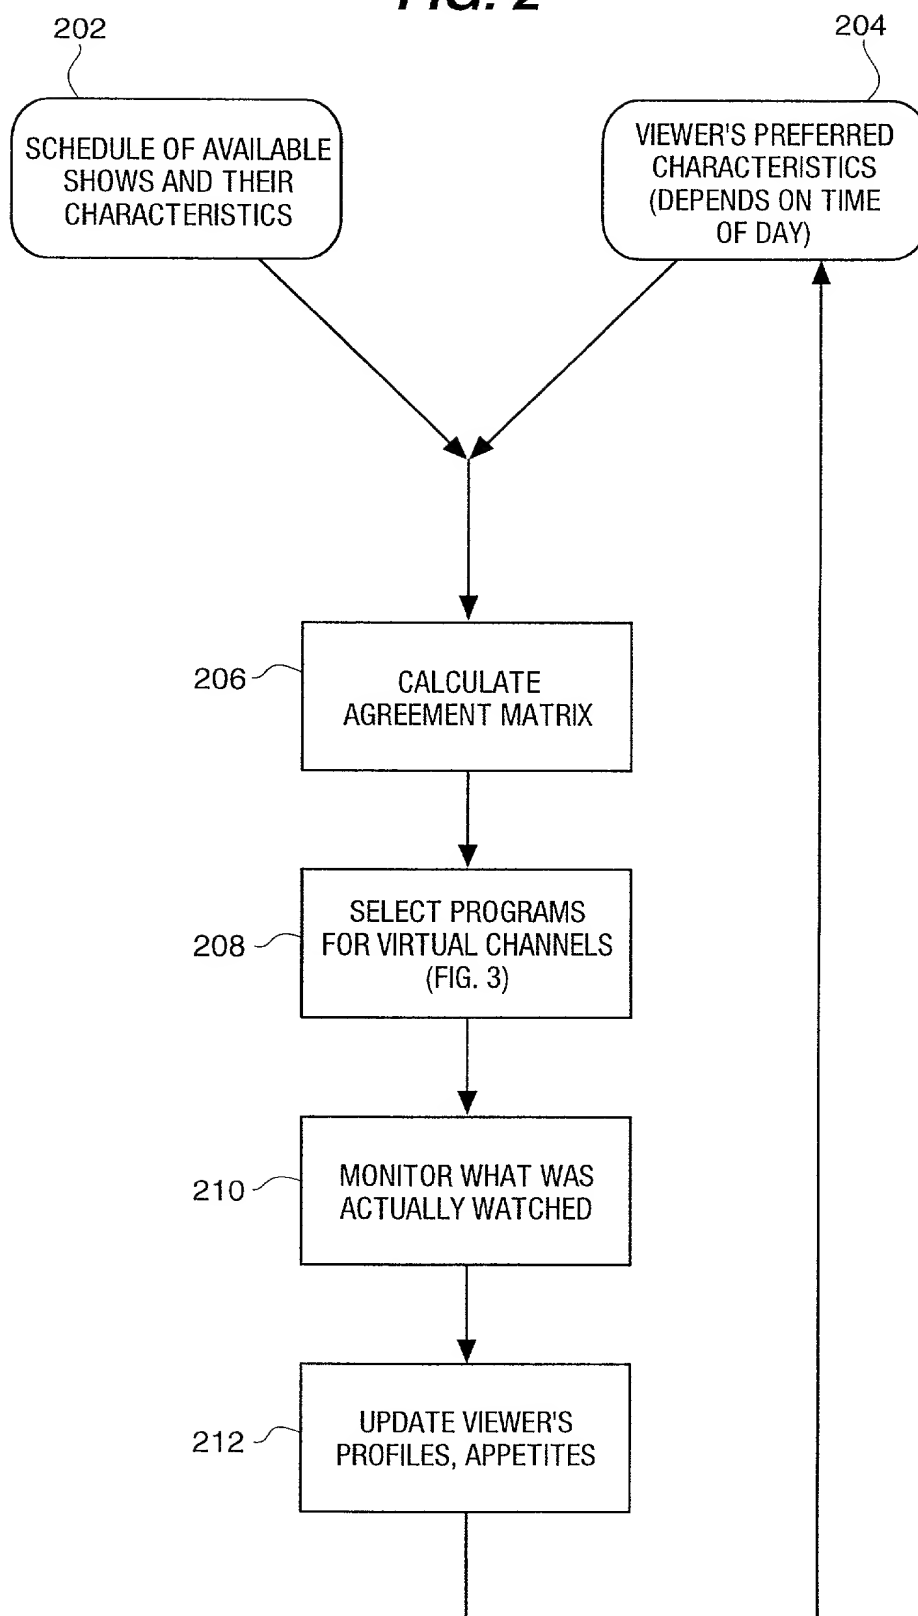 FIG. 2
202
204
SCHEDULE OF AVAILABLE
SHOWS AND THEIR
CHARACTERISTICS
VIEWER'S PREFERRED
CHARACTERISTICS
(DEPENDS ON TIME
OF DAY)
206
CALCULATE
AGREEMENT MATRIX
208
SELECT PROGRAMS
FOR VIRTUAL CHANNELS
(FIG. 3)
210
MONITOR WHAT WAS
ACTUALLY WATCHED
212
UPDATE VIEWER'S
PROFILES, APPETITES